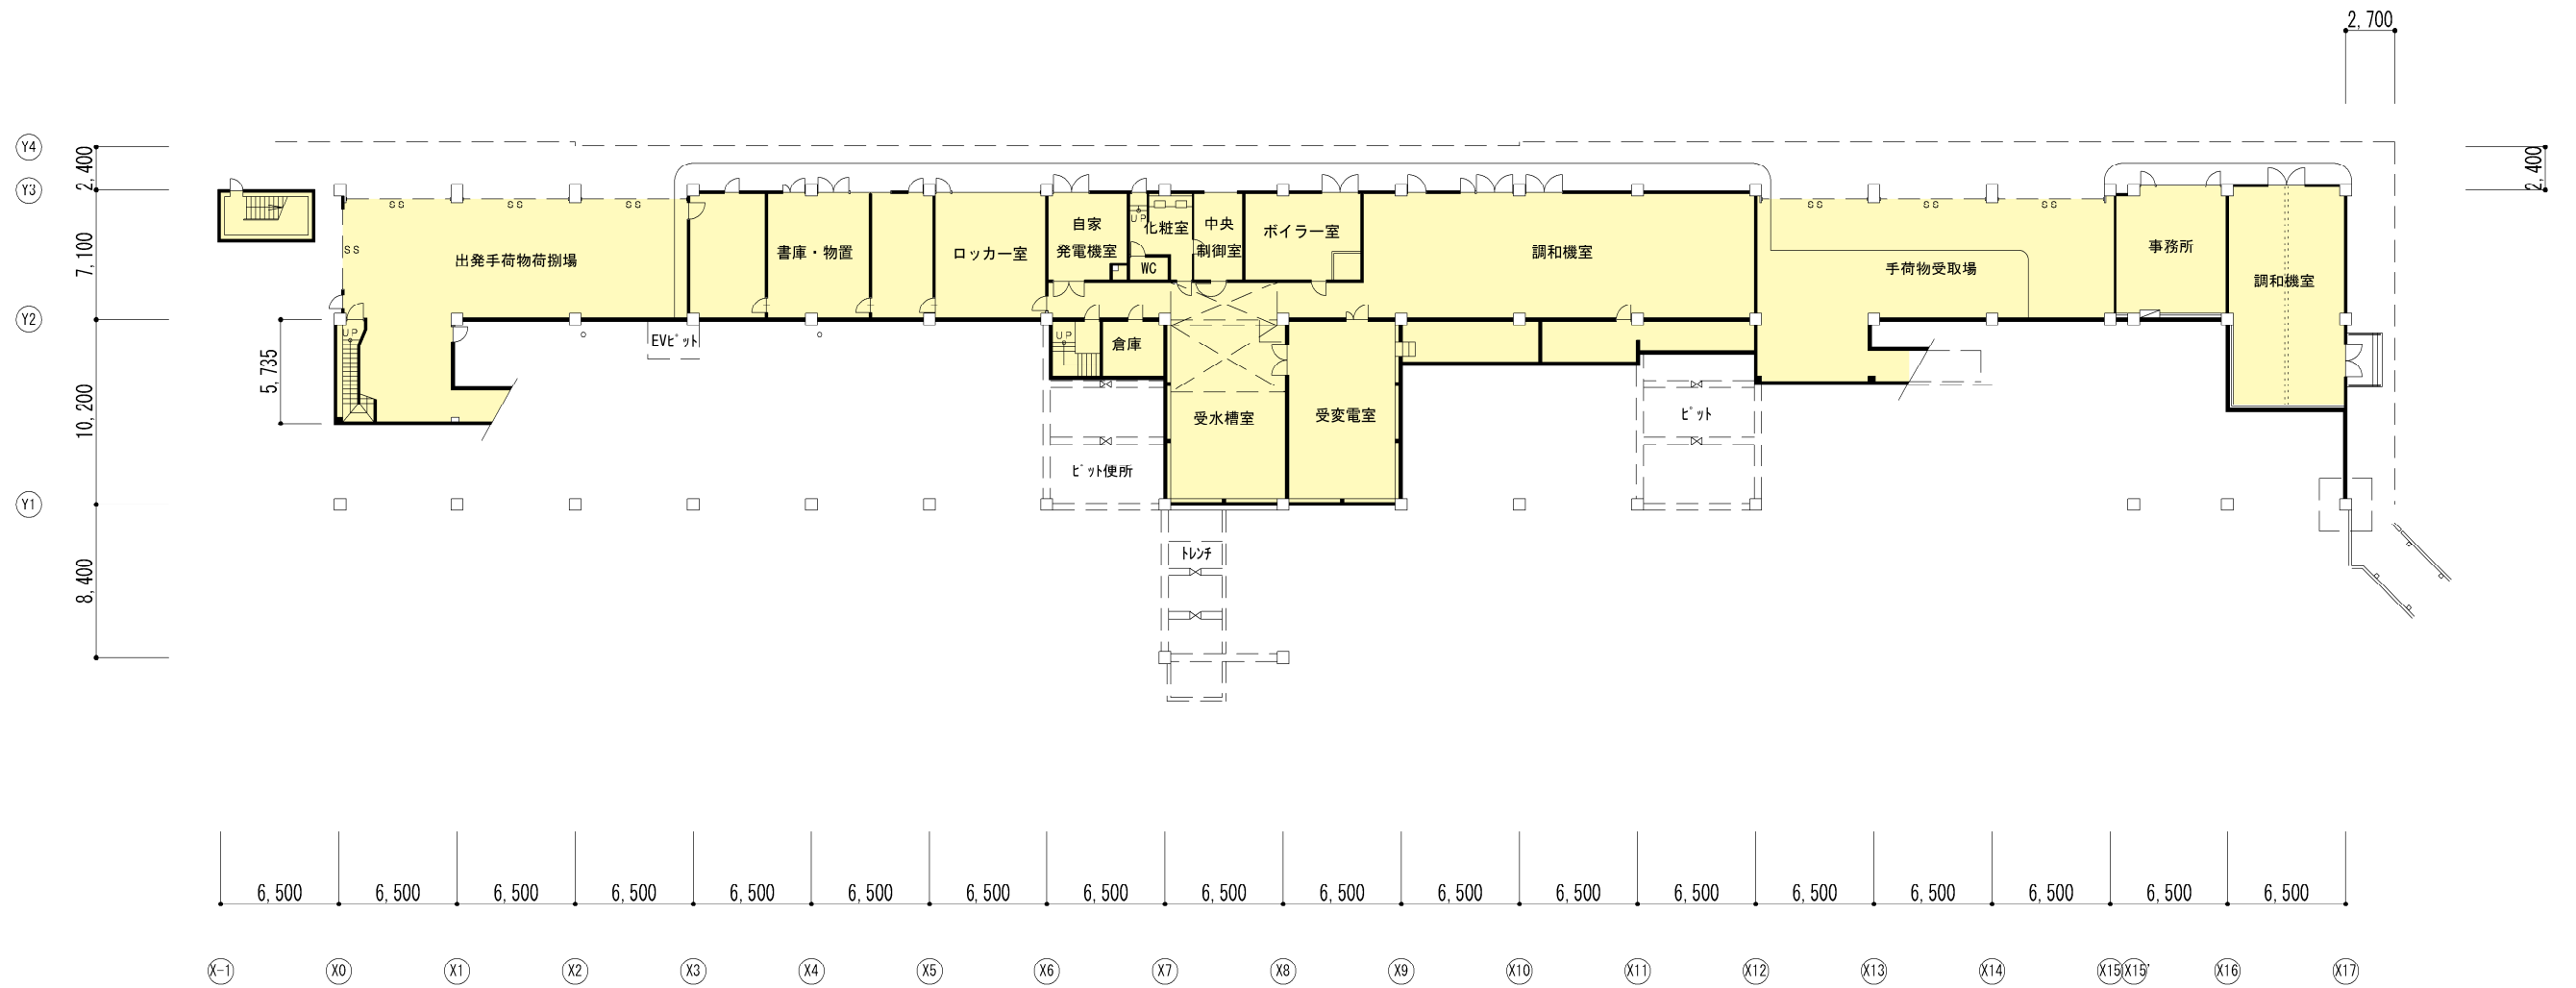 2,700
Y4
2,400
2,400
Y3
7,100
Y2
5,735
10,200
Y1
8,400
SS
SS
SS
SS
SS
SS
SS
出発手荷物荷捌場
書庫・物置
ロッカー室
自家
発電機室
UP
化粧室
WC
中央
制御室
ボイラー室
調和機室
手荷物受取場
事務所
調和機室
UP
EVﾋﾟｯﾄ
UP
倉庫
受水槽室
受変電室
ﾋﾟｯﾄ
ﾋﾟｯﾄ便所
ﾄﾚﾝﾁ
6,500 6,500 6,500 6,500 6,500 6,500 6,500 6,500 6,500 6,500 6,500 6,500 6,500 6,500 6,500 6,500 6,500 6,500
X-1 X0 X1 X2 X3 X4 X5 X6 X7 X8 X9 X10 X11 X12 X13 X14 X15 X15' X16 X17